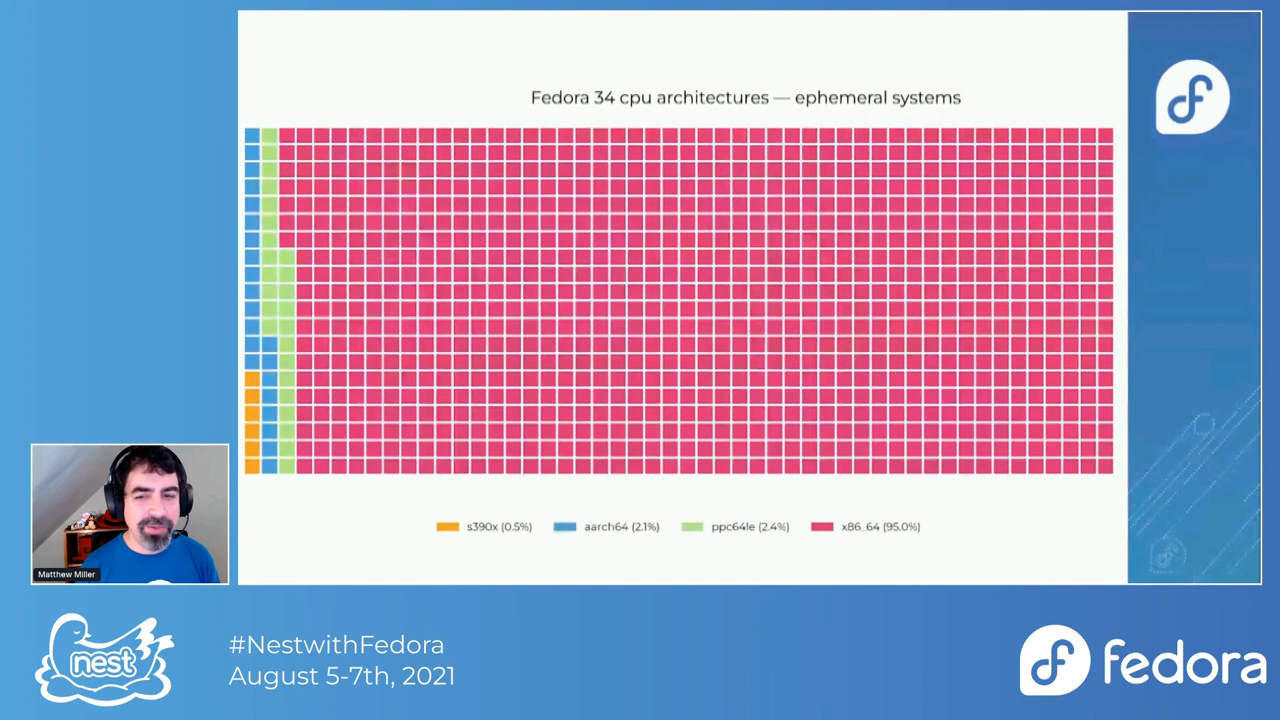 Fedora 34 cpu architectures — ephemeral systems
s390x (0.5%) aarch64 (2.1%) ppc64le (2.4%) x86_64 (95.0%)
Matthew Miller
nest
#NestwithFedora
August 5-7th, 2021
fedora